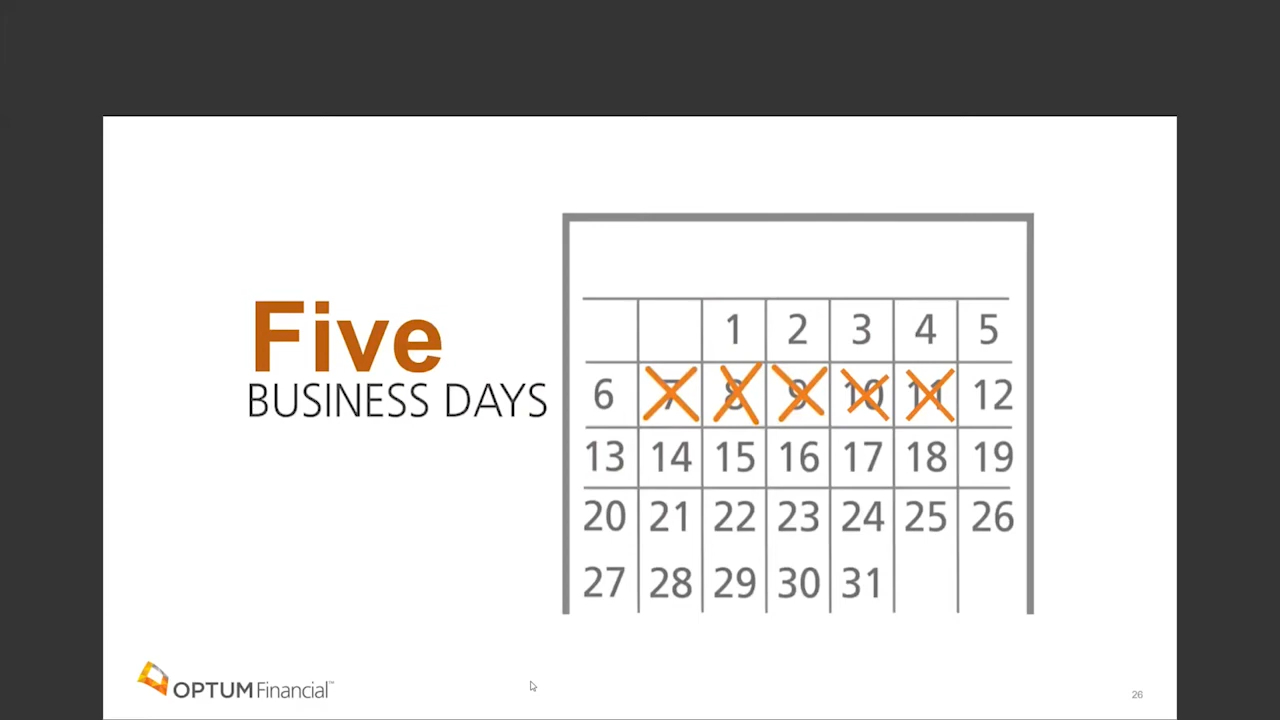 Five
BUSINESS DAYS
1 2 3 4 5
6 7 8 9 10 11 12
13 14 15 16 17 18 19
20 21 22 23 24 25 26
27 28 29 30 31
OPTUM Financial™
26